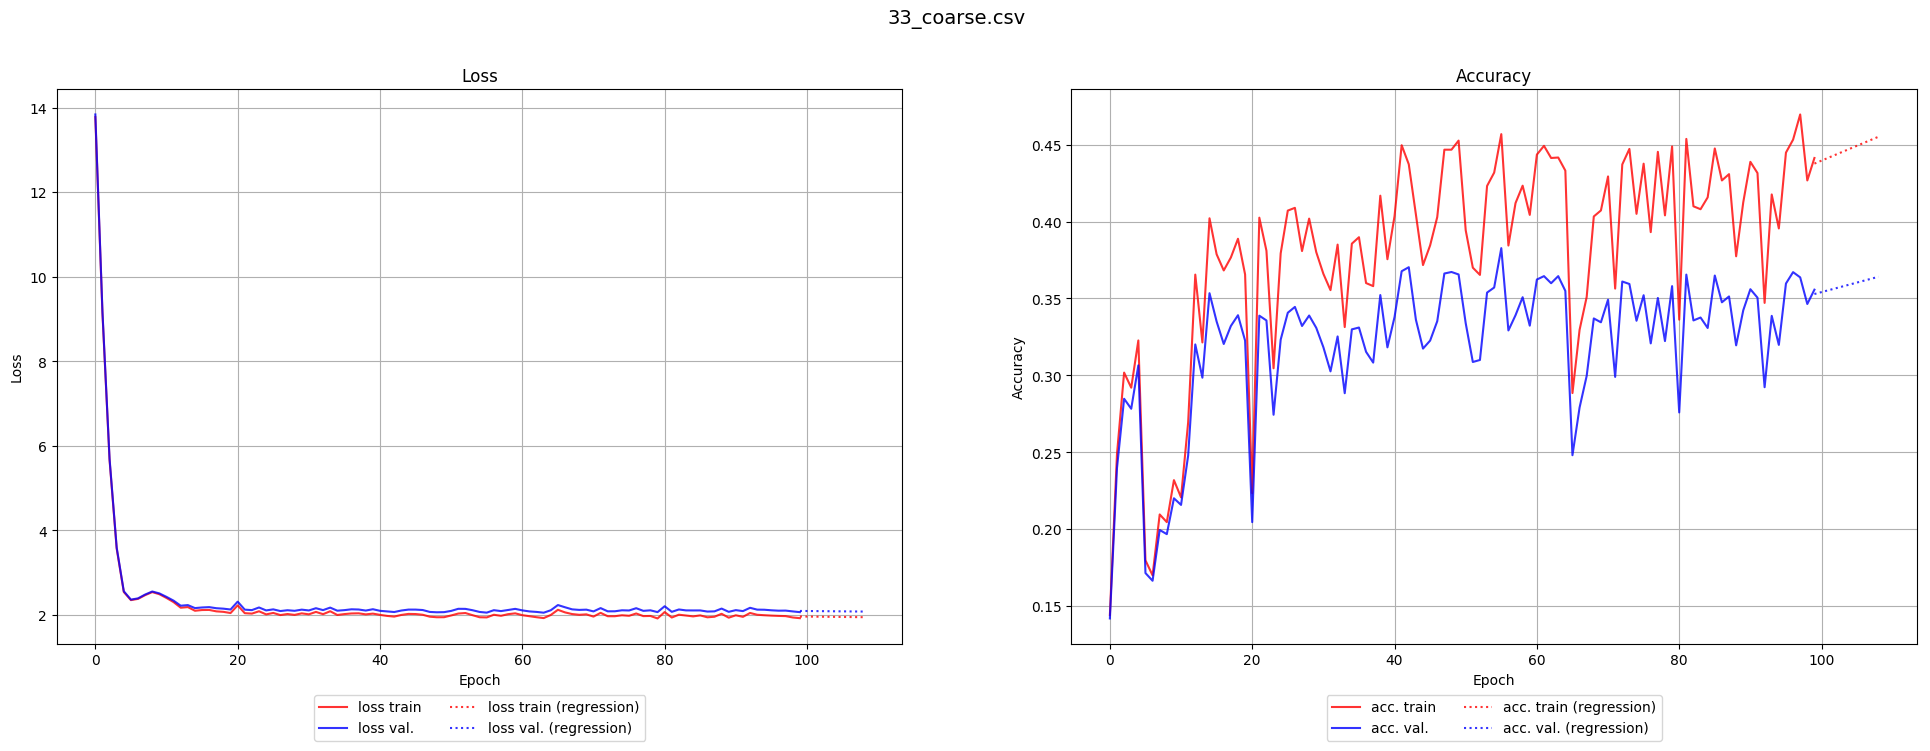 33_coarse.csv
Loss
14
12
10
8
6
4
2
Loss
0 20 40 60 80 100
Epoch
loss train loss train (regression)
loss val. loss val. (regression)
Accuracy
0.45
0.40
0.35
0.30
0.25
0.20
0.15
Accuracy
0 20 40 60 80 100
Epoch
acc. train acc. train (regression)
acc. val. acc. val. (regression)